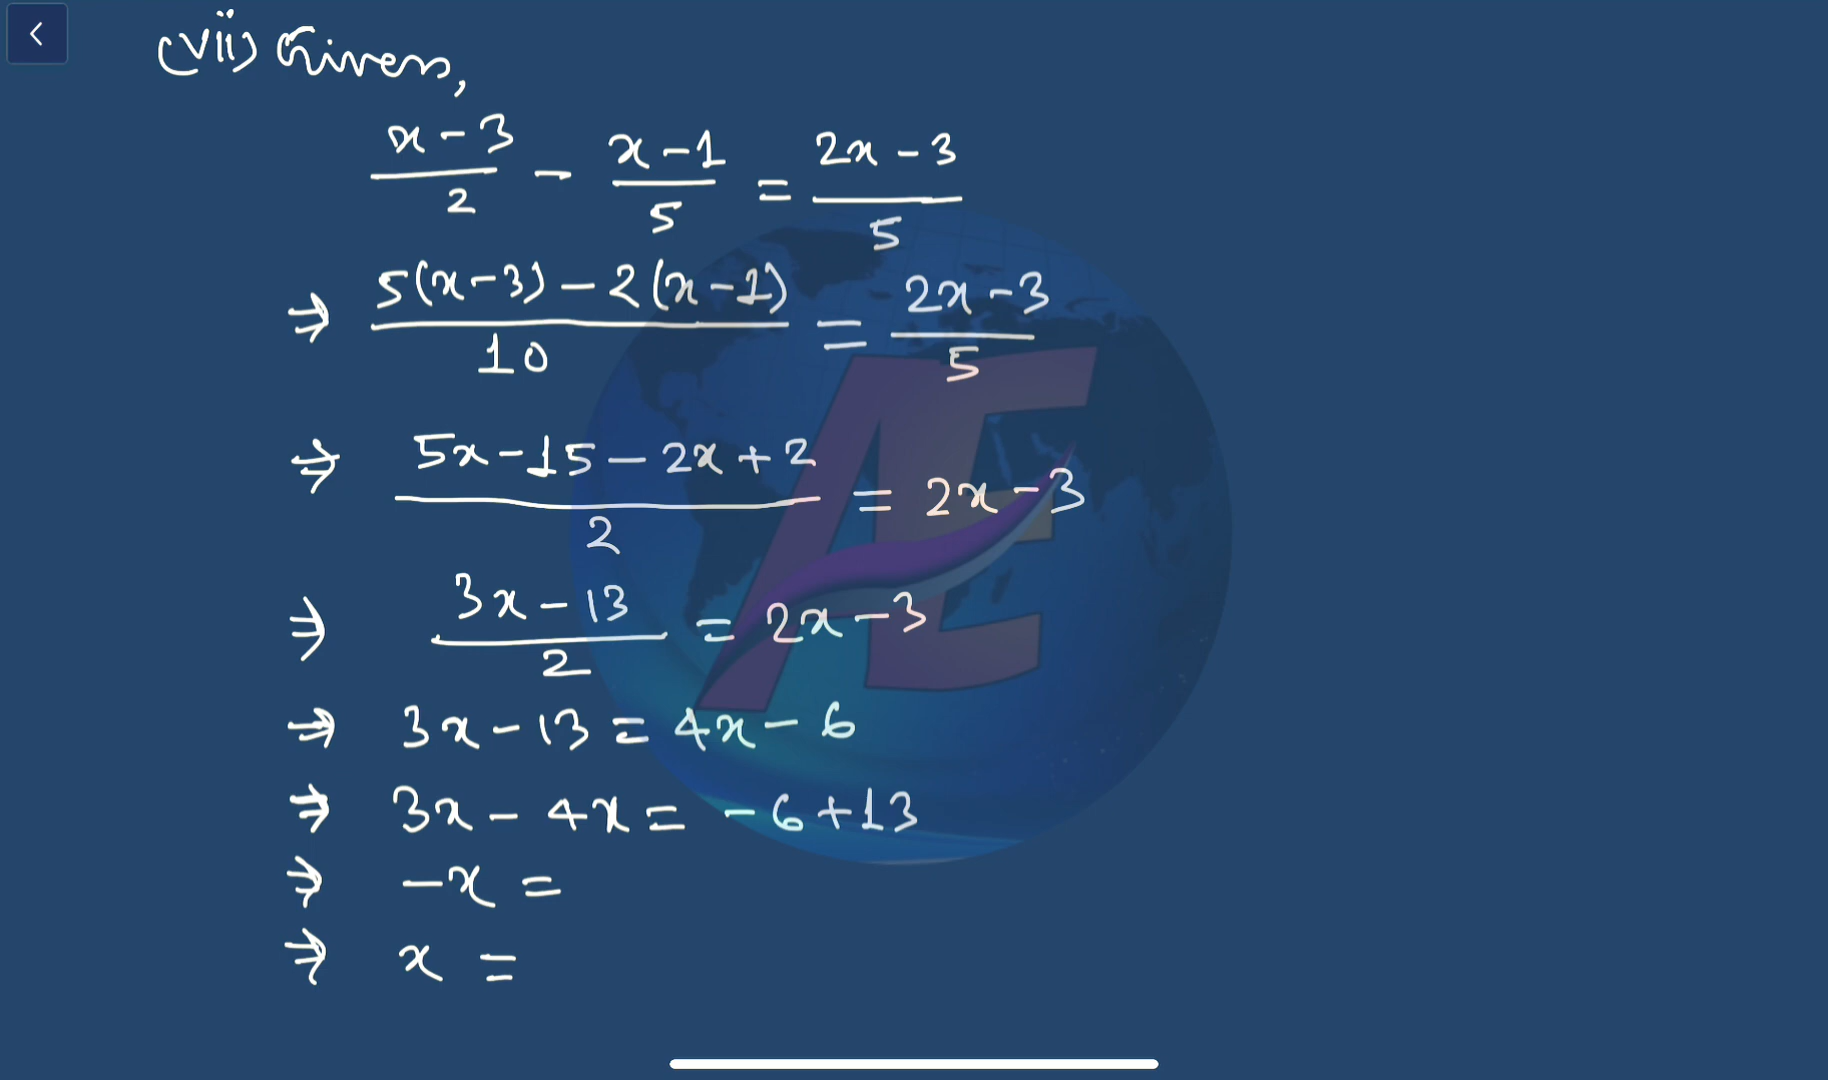 (vii) Given,
x-3/2 - x-1/5 = 2x-3/5
⇒ 5(x-3)-2(x-1)/10 = 2x-3/5
⇒ 5x-15-2x+2/2 = 2x-3
⇒ 3x-13/2 = 2x-3
⇒ 3x-13 = 4x-6
⇒ 3x-4x = -6+13
⇒ -x =
⇒ x =